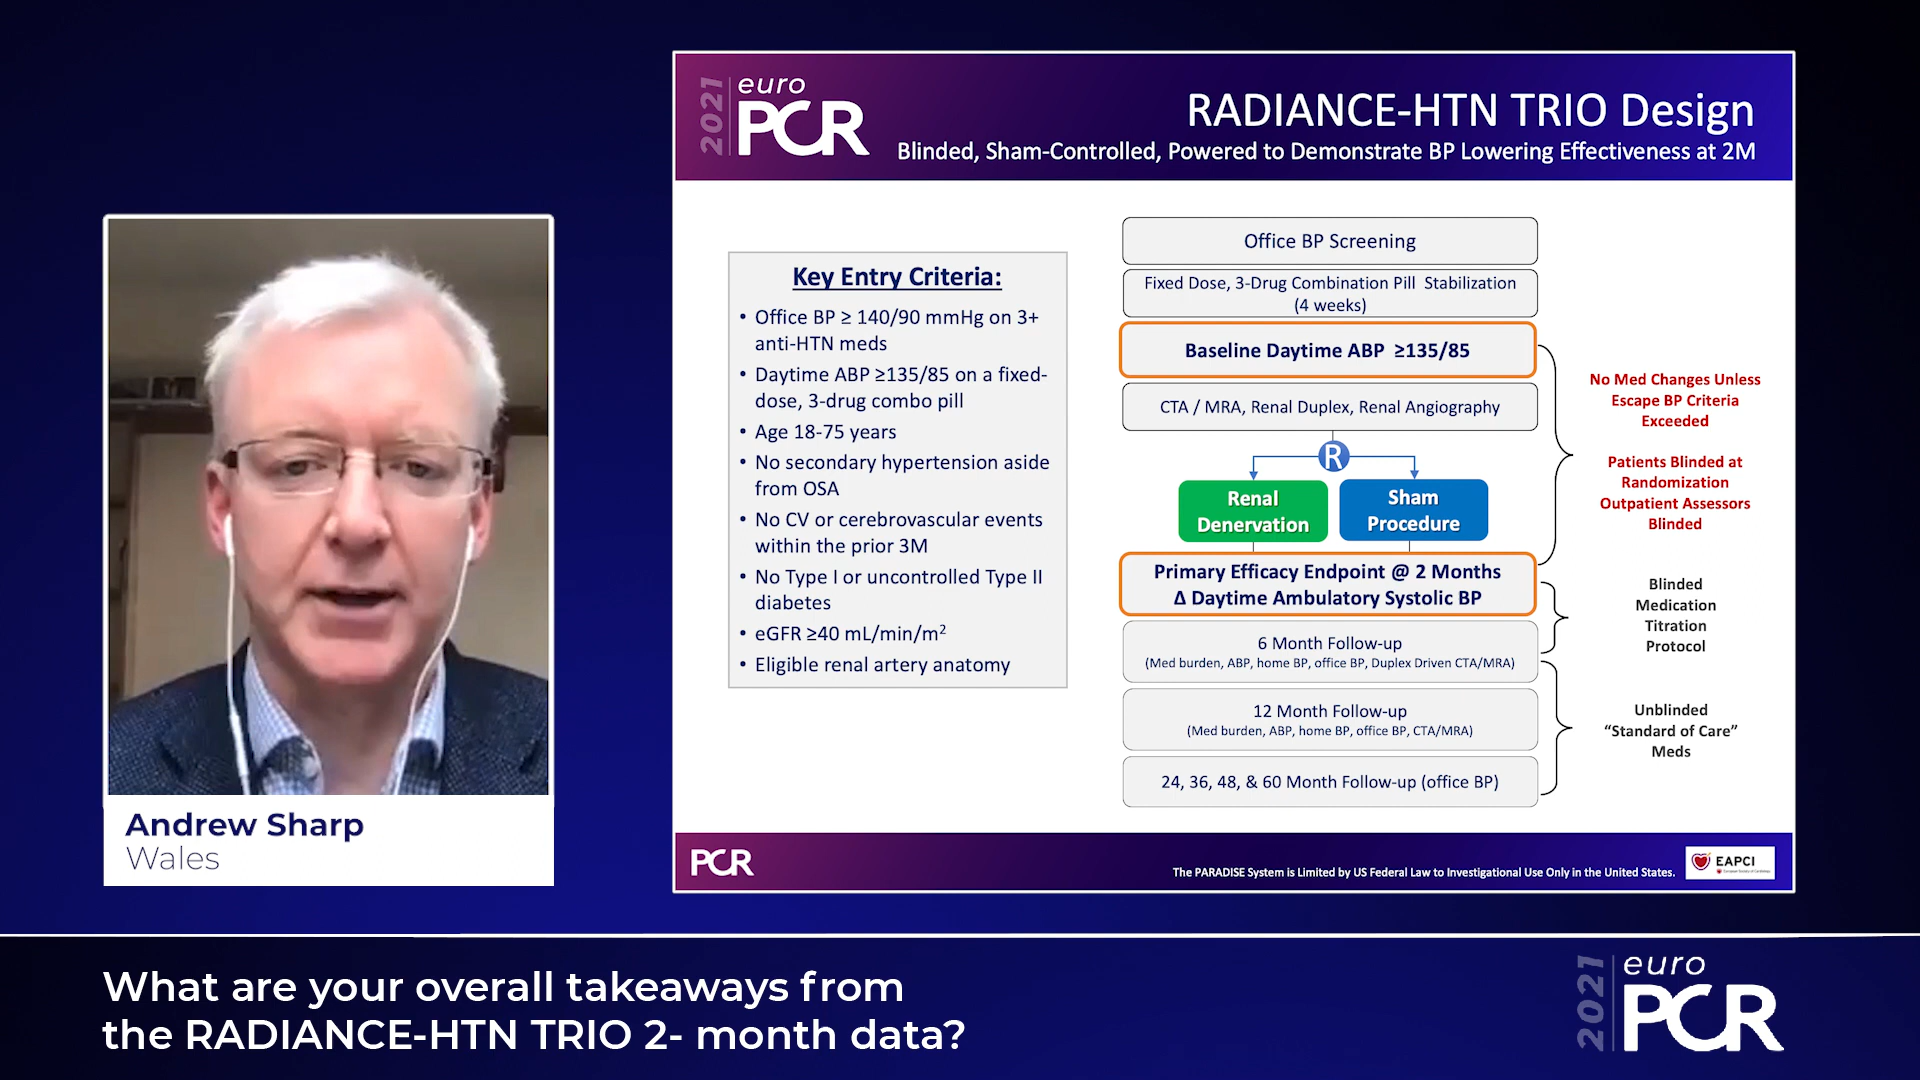 2021
euro
PCR
RADIANCE-HTN TRIO Design
Blinded, Sham-Controlled, Powered to Demonstrate BP Lowering Effectiveness at 2M
Key Entry Criteria:
• Office BP ≥ 140/90 mmHg on 3+
anti-HTN meds
• Daytime ABP ≥135/85 on a fixed-
dose, 3-drug combo pill
• Age 18-75 years
• No secondary hypertension aside
from OSA
• No CV or cerebrovascular events
within the prior 3M
• No Type I or uncontrolled Type II
diabetes
• eGFR ≥40 mL/min/m²
• Eligible renal artery anatomy
Office BP Screening
Fixed Dose, 3-Drug Combination Pill Stabilization
(4 weeks)
Baseline Daytime ABP ≥135/85
CTA / MRA, Renal Duplex, Renal Angiography
R
Renal
Denervation
Sham
Procedure
Primary Efficacy Endpoint @ 2 Months
Δ Daytime Ambulatory Systolic BP
6 Month Follow-up
(Med burden, ABP, home BP, office BP, Duplex Driven CTA/MRA)
12 Month Follow-up
(Med burden, ABP, home BP, office BP, CTA/MRA)
24, 36, 48, & 60 Month Follow-up (office BP)
No Med Changes Unless
Escape BP Criteria
Exceeded
Patients Blinded at
Randomization
Outpatient Assessors
Blinded
Blinded
Medication
Titration
Protocol
Unblinded
“Standard of Care”
Meds
PCR
The PARADISE System is Limited by US Federal Law to Investigational Use Only in the United States.
EAPCI
Andrew Sharp
Wales
What are your overall takeaways from
the RADIANCE-HTN TRIO 2- month data?
2021
euro
PCR